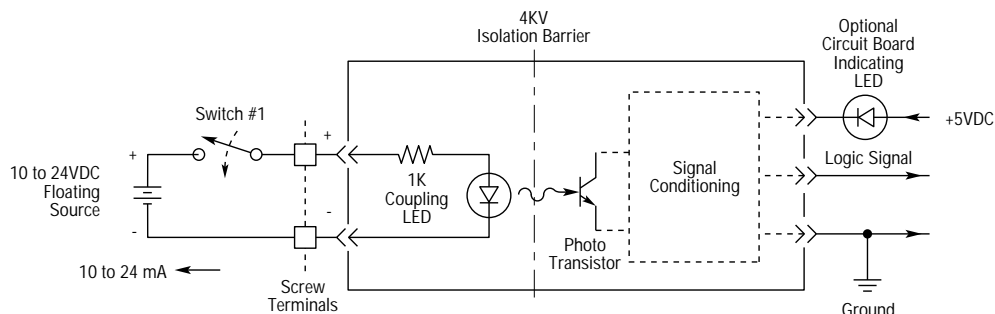 4KV
Isolation Barrier
Optional
Circuit Board
Indicating
LED
Switch #1
+
+
+5VDC
10 to 24VDC
Floating
Source
1K
Coupling
LED
Signal
Conditioning
Logic Signal
-
-
Photo
Transistor
10 to 24 mA
Screw
Terminals
Ground